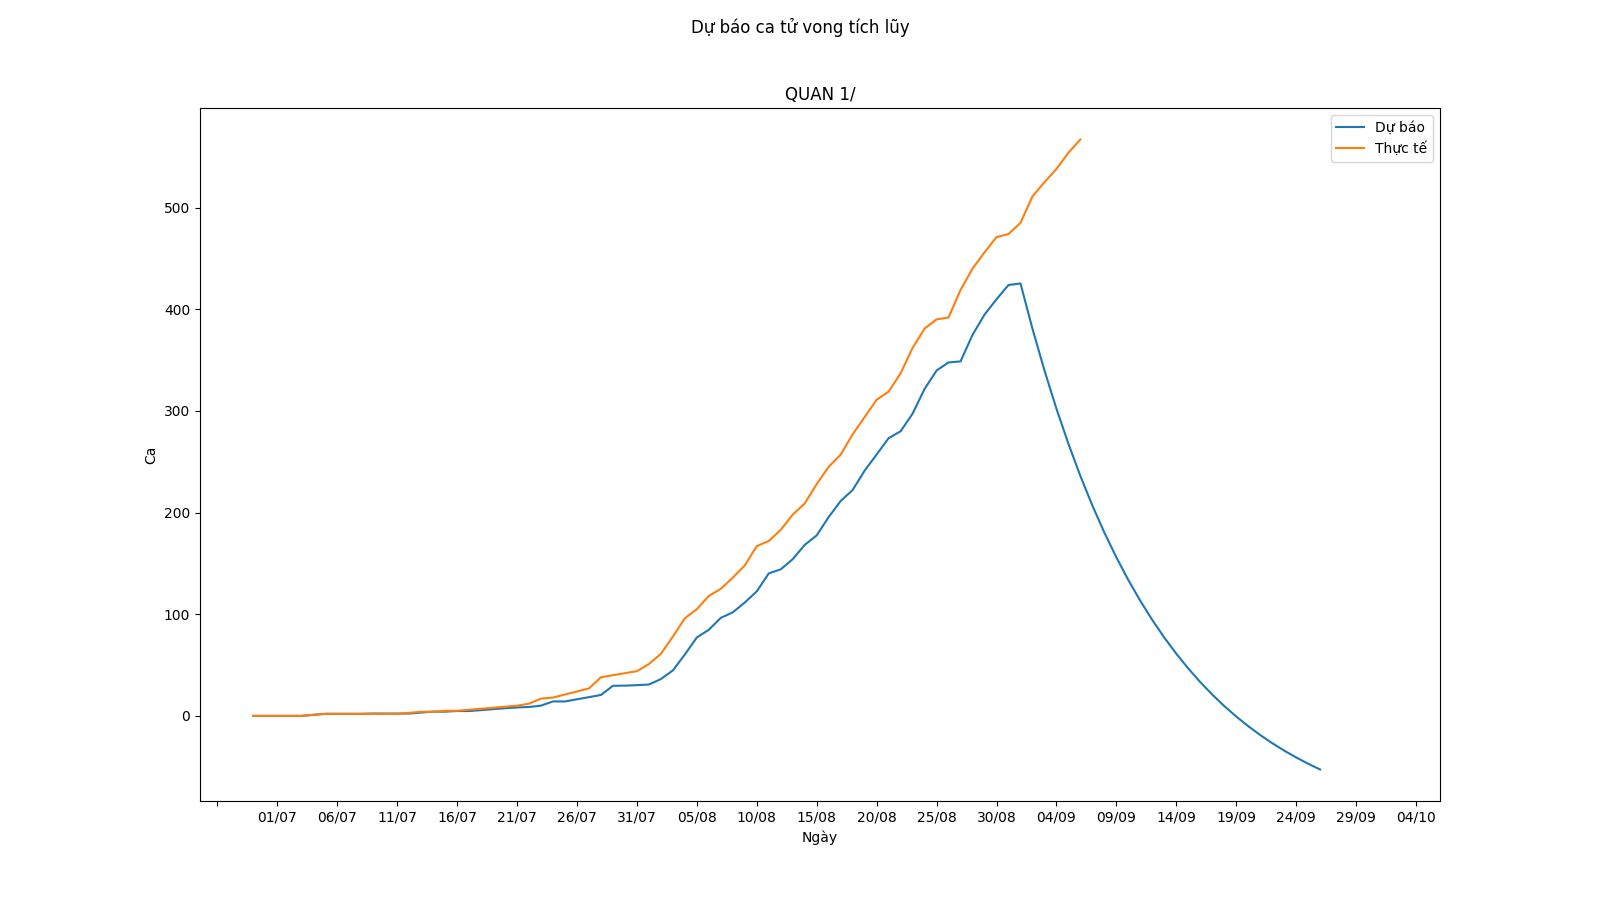 Dự báo ca tử vong tích lũy
QUAN 1/
Dự báo
Thực tế
500
400
300
200
100
0
Ca
01/07 06/07 11/07 16/07 21/07 26/07 31/07 05/08 10/08 15/08 20/08 25/08 30/08 04/09 09/09 14/09 19/09 24/09 29/09 04/10
Ngày